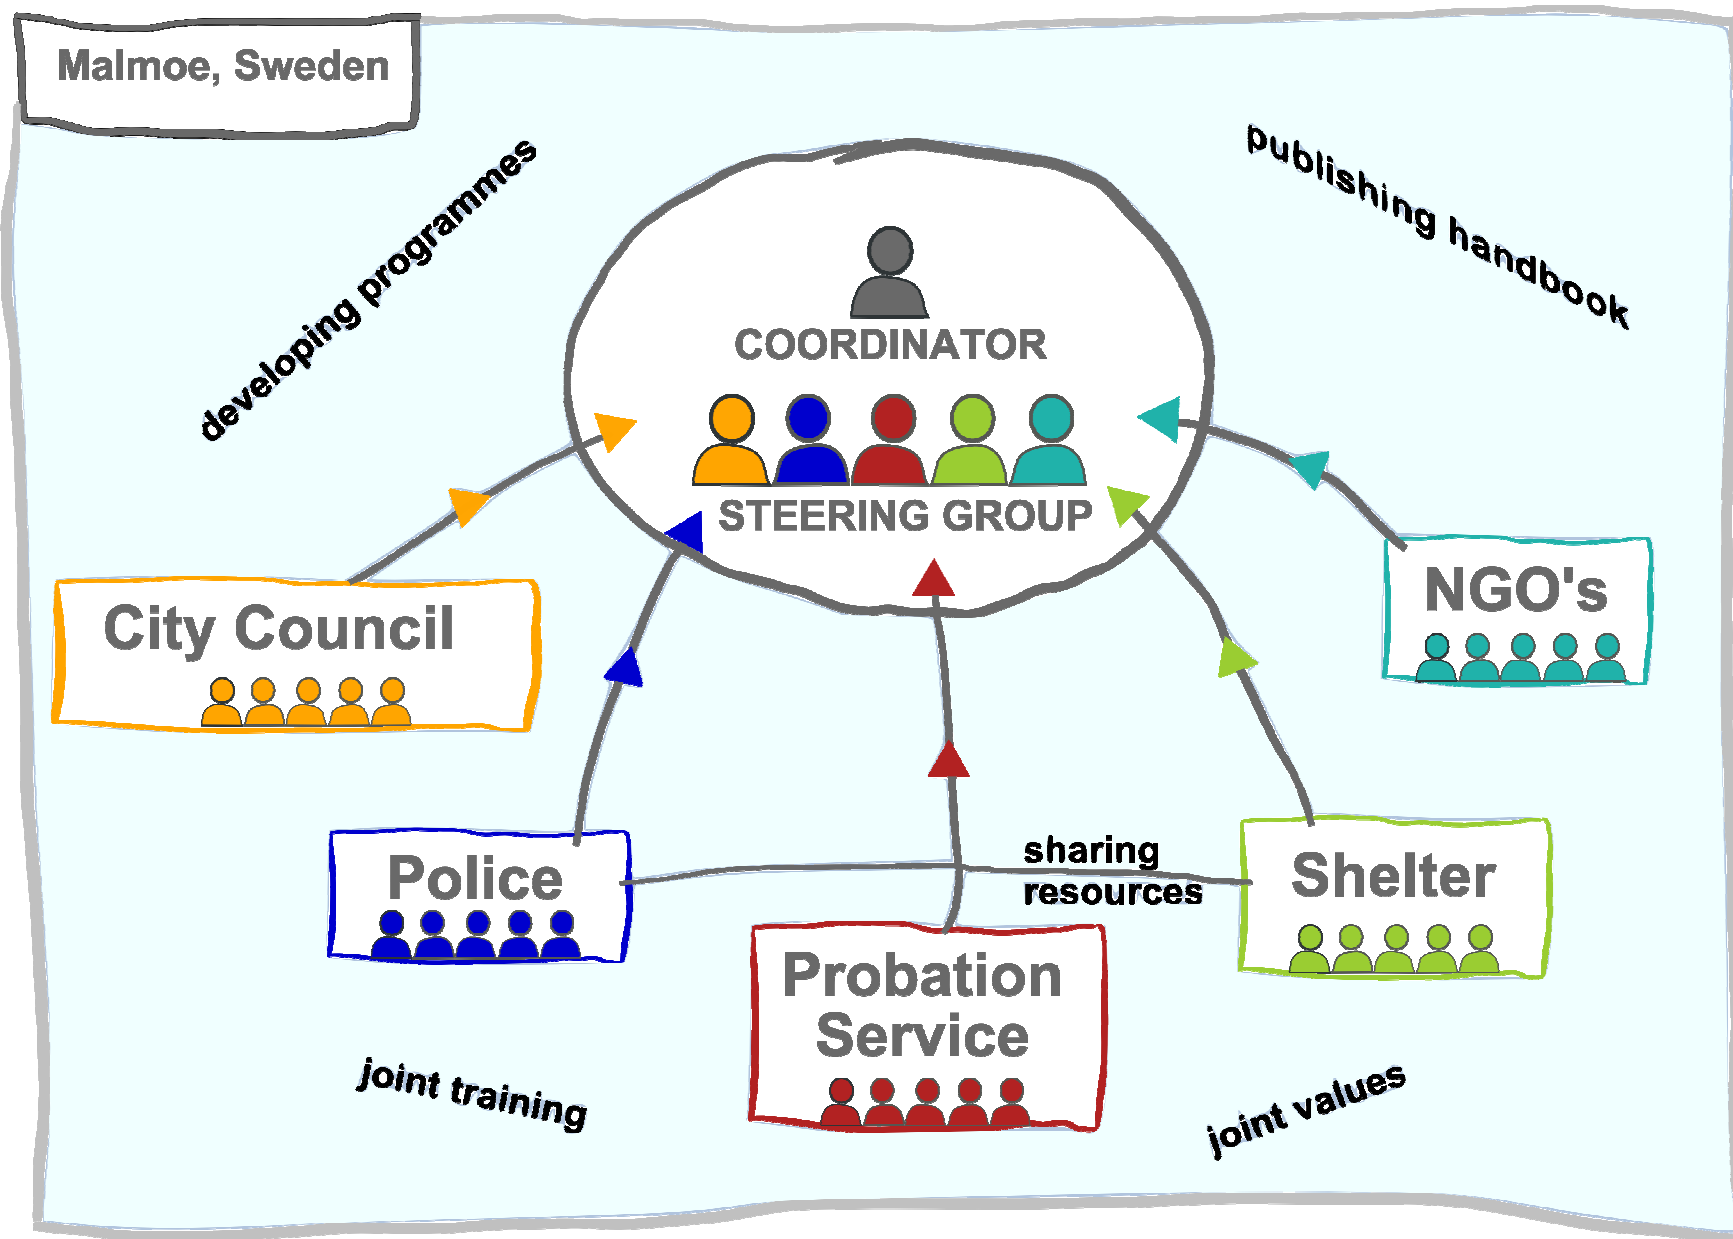 Malmoe, Sweden
developing programmes
publishing handbook
COORDINATOR
STEERING GROUP
City Council
NGO's
Police
sharing
resources
Shelter
Probation
Service
joint training
joint values